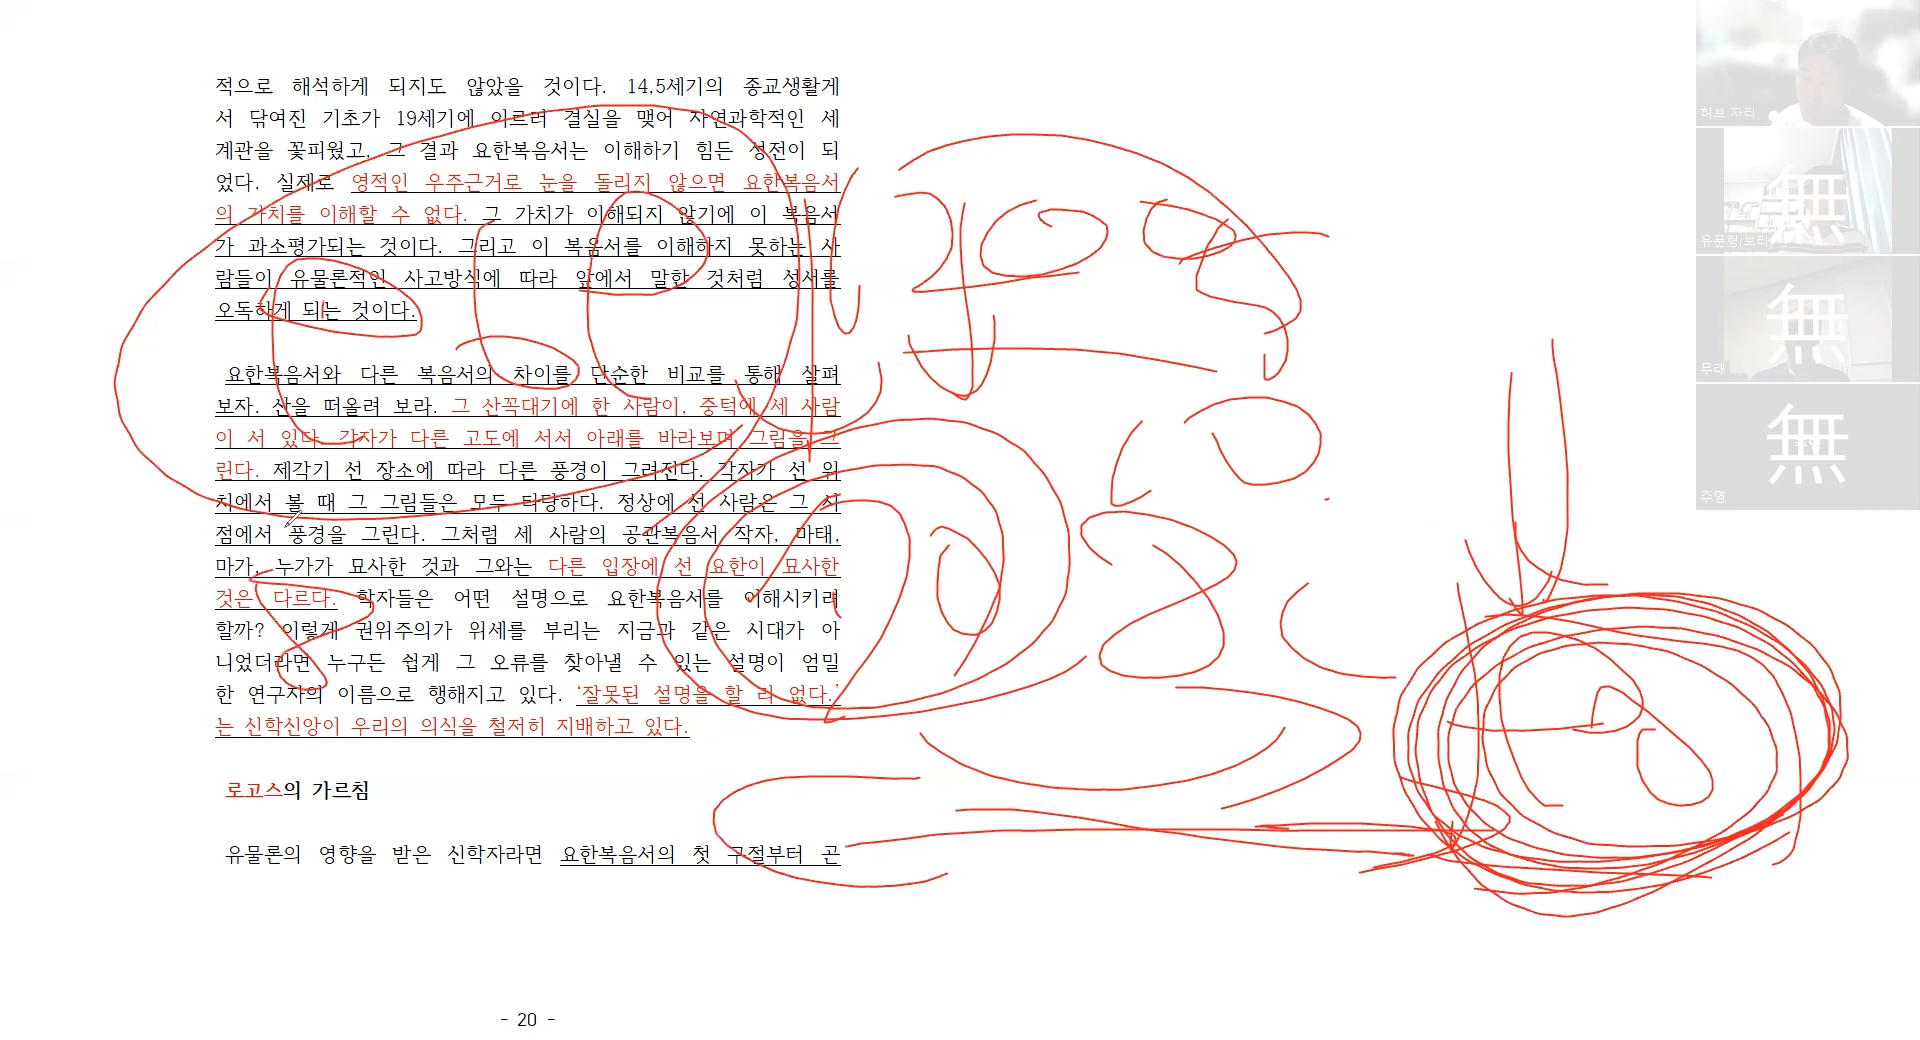 적으로 해석하게 되지도 않았을 것이다. 14,5세기의 종교생활게
서 닦여진 기초가 19세기에 이르러 결실을 맺어 자연과학적인 세
계관을 꽃피웠고, 그 결과 요한복음서는 이해하기 힘든 성전이 되
었다. 실제로 영적인 우주근거로 눈을 돌리지 않으면 요한복음서
의 가치를 이해할 수 없다. 그 가치가 이해되지 않기에 이 복음서
가 과소평가되는 것이다. 그리고 이 복음서를 이해하지 못하는 사
람들이 유물론적인 사고방식에 따라 앞에서 말한 것처럼 성서를
오독하게 되는 것이다.
요한복음서와 다른 복음서의 차이를 단순한 비교를 통해 살펴
보자. 산을 떠올려 보라. 그 산꼭대기에 한 사람이, 중턱에 세 사람
이 서 있다. 각자가 다른 고도에 서서 아래를 바라보며 그림을 그
린다. 제각기 선 장소에 따라 다른 풍경이 그려진다. 각자가 선 위
치에서 볼 때 그 그림들은 모두 타당하다. 정상에 선 사람은 그 시
점에서 풍경을 그린다. 그처럼 세 사람의 공관복음서 작자, 마태,
마가, 누가가 묘사한 것과 그와는 다른 입장에 선 요한이 묘사한
것은 다르다. 학자들은 어떤 설명으로 요한복음서를 이해시키려
할까? 이렇게 권위주의가 위세를 부리는 지금과 같은 시대가 아
니었더라면 누구든 쉽게 그 오류를 찾아낼 수 있는 설명이 엄밀
한 연구자의 이름으로 행해지고 있다. ‘잘못된 설명을 할 리 없다.’
는 신학신앙이 우리의 의식을 철저히 지배하고 있다.
로고스의 가르침
유물론의 영향을 받은 신학자라면 요한복음서의 첫 구절부터 곤
- 20 -
허브 자리
無
유문형(보리
無
무래
無
주영